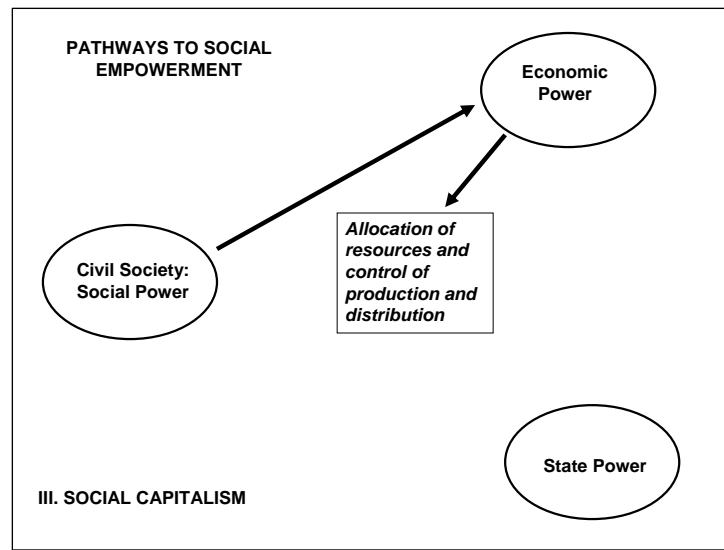 PATHWAYS TO SOCIAL
EMPOWERMENT
Economic
Power
Allocation of
resources and
control of
production and
distribution
Civil Society:
Social Power
State Power
III. SOCIAL CAPITALISM